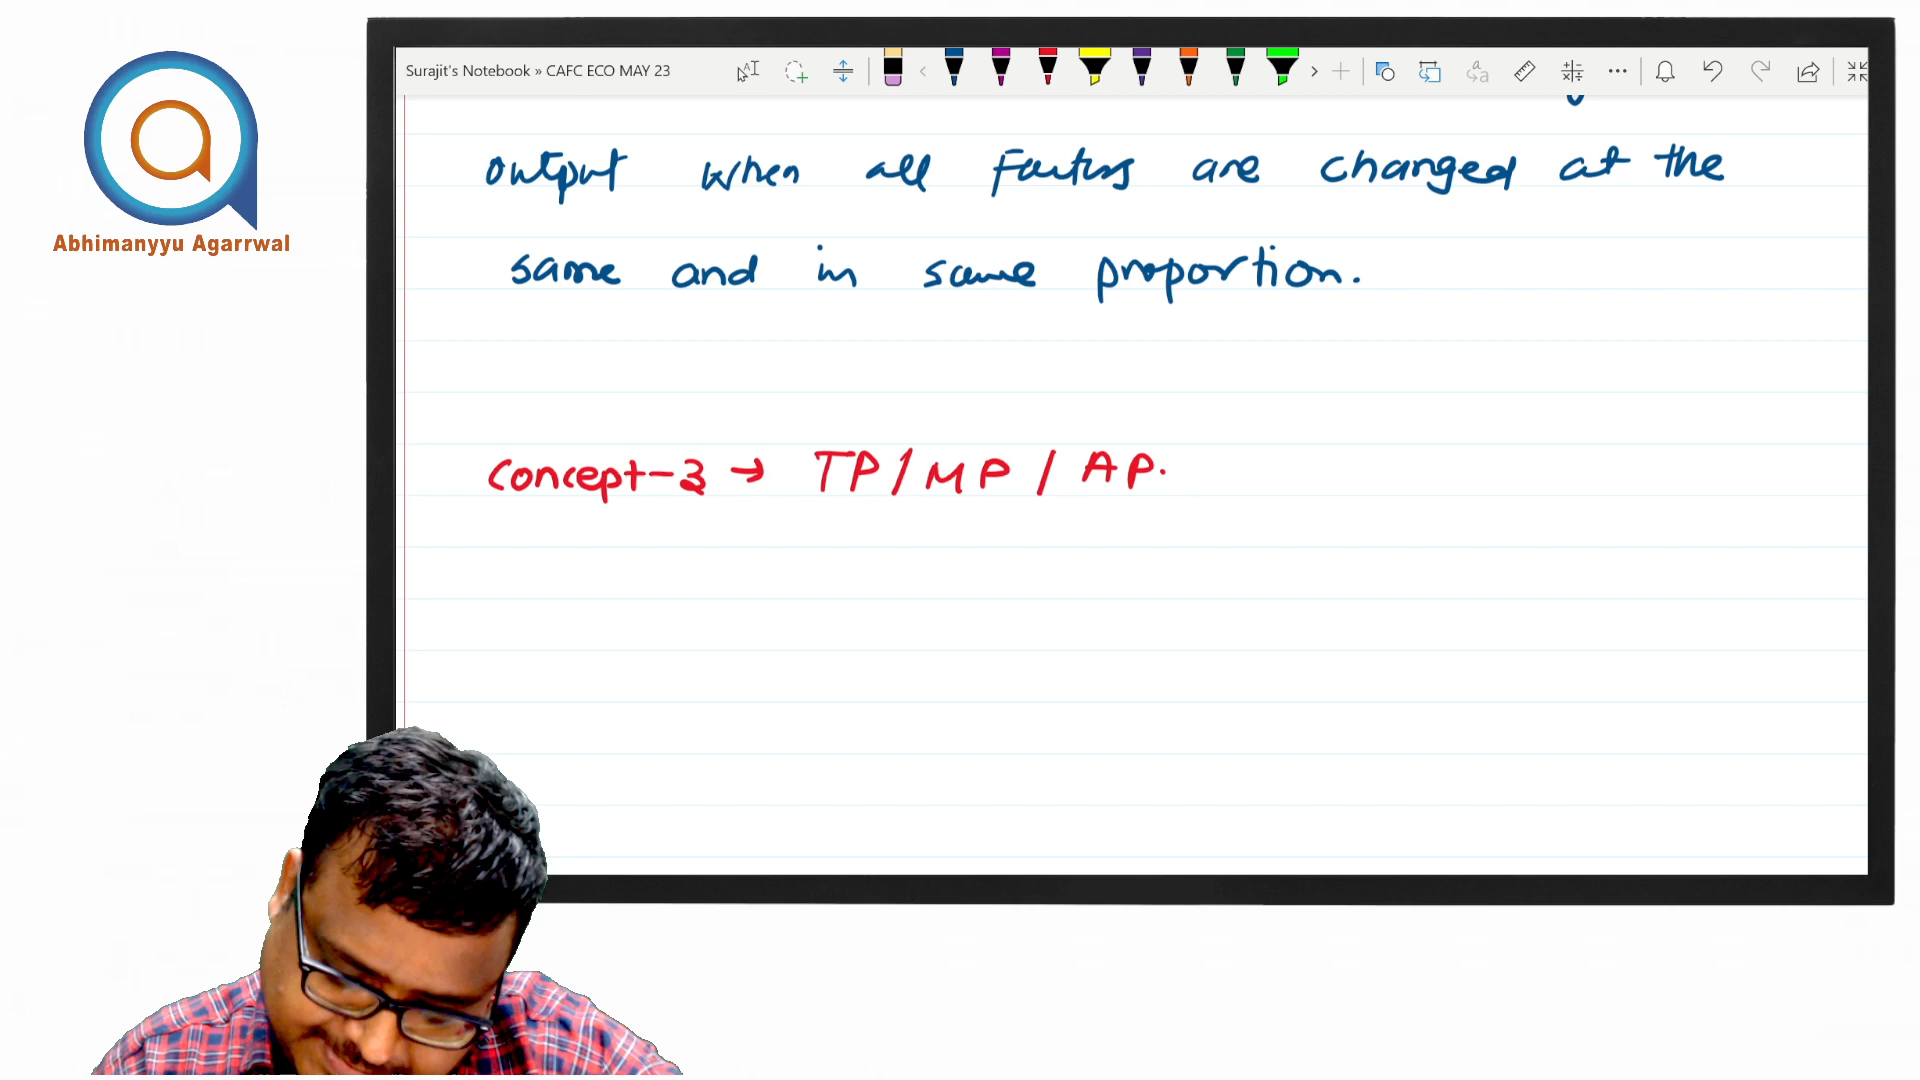 Surajit's Notebook » CAFC ECO MAY 23
output when all factors are changed at the
same and in same proportion.
Concept-3 → TP/MP/AP.
Abhimanyyu Agarrwal